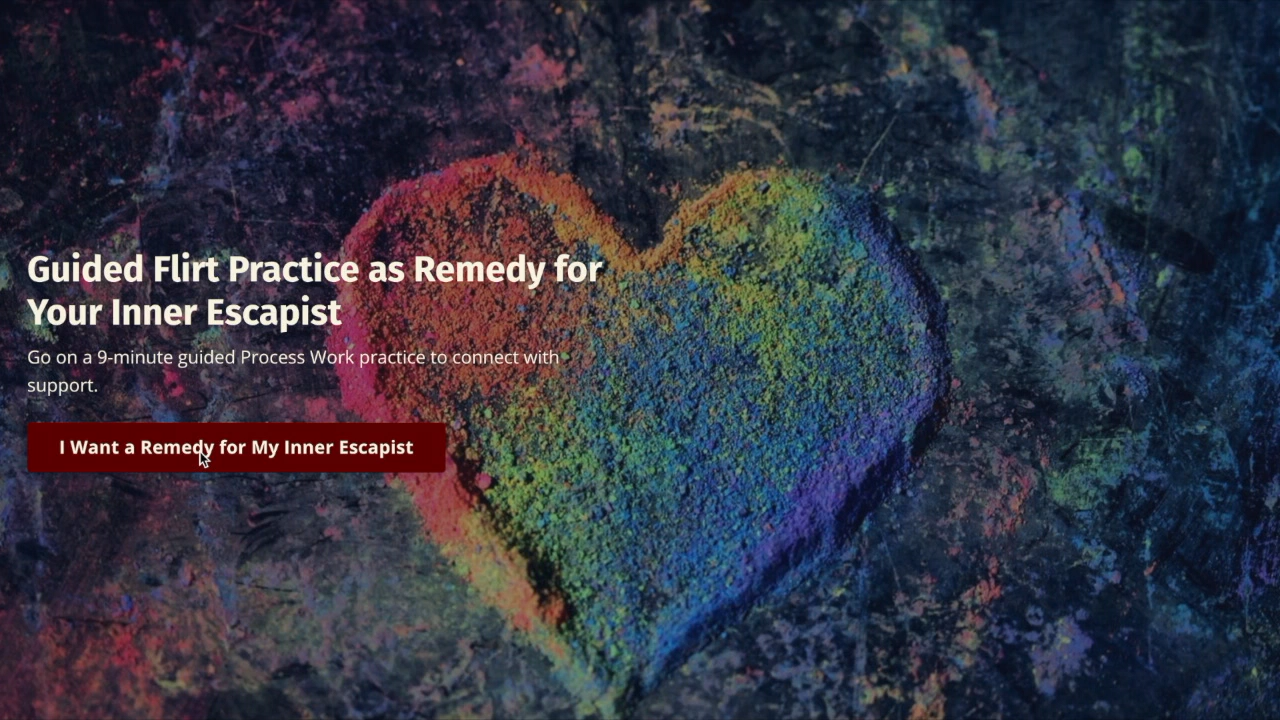 Guided Flirt Practice as Remedy for
Your Inner Escapist
Go on a 9-minute guided Process Work practice to connect with
support.
I Want a Remedy for My Inner Escapist